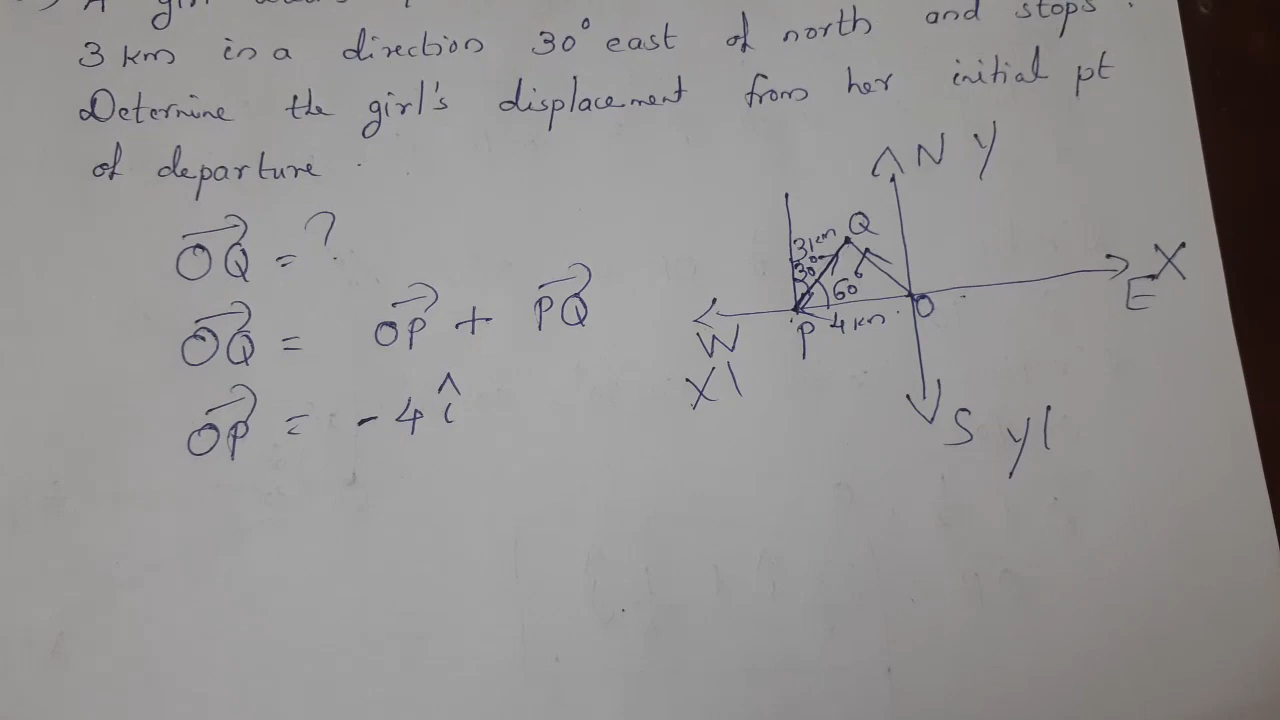 A girl
3 km in a direction 30° east of north and stops.
Determine the girl's displacement from her initial pt
of departure.
N Y
OQ = ?
Q
3 km
30°
X
E
60°
O
OQ = OP + PQ
P
4 km
W
X1
OP = -4 î
S y1